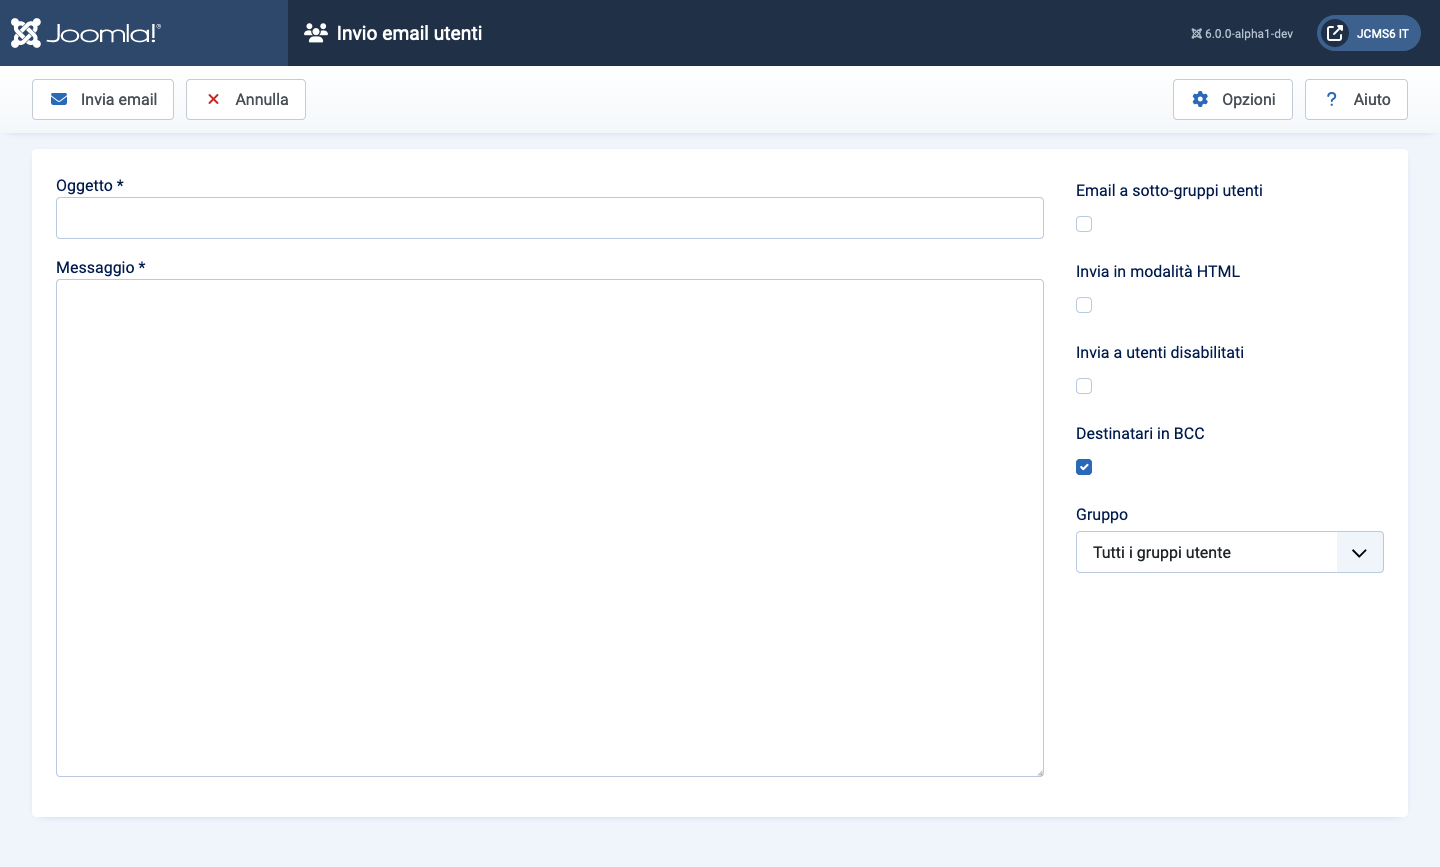 Joomla!®
Invio email utenti
6.0.0-alpha1-dev
JCMS6 IT
Invia email
Annulla
Opzioni
? Aiuto
Oggetto *
Messaggio *
Email a sotto-gruppi utenti
Invia in modalità HTML
Invia a utenti disabilitati
Destinatari in BCC
Gruppo
Tutti i gruppi utente